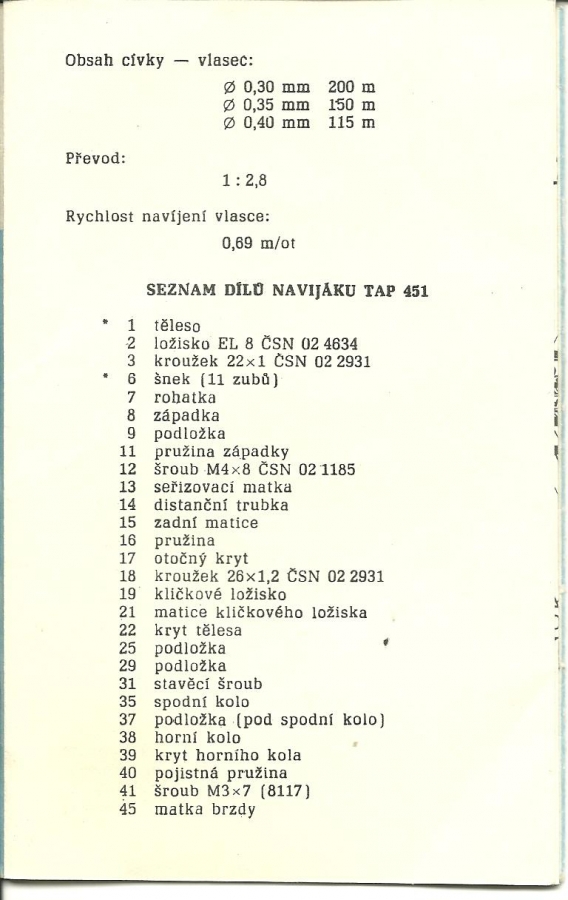 Obsah cívky — vlasec:
∅ 0,30 mm 200 m
∅ 0,35 mm 150 m
∅ 0,40 mm 115 m
Převod:
1 : 2,8
Rychlost navíjení vlasce:
0,69 m/ot
SEZNAM DÍLŮ NAVIJÁKU TAP 451
* 1 těleso
2 ložisko EL 8 ČSN 02 4634
3 kroužek 22×1 ČSN 02 2931
* 6 šnek (11 zubů)
7 rohatka
8 západka
9 podložka
11 pružina západky
12 šroub M4×8 ČSN 02 1185
13 seřizovací matka
14 distanční trubka
15 zadní matice
16 pružina
17 otočný kryt
18 kroužek 26×1,2 ČSN 02 2931
19 kličkové ložisko
21 matice kličkového ložiska
22 kryt tělesa
25 podložka
29 podložka
31 stavěcí šroub
35 spodní kolo
37 podložka (pod spodní kolo)
38 horní kolo
39 kryt horního kola
40 pojistná pružina
41 šroub M3×7 (8117)
45 matka brzdy